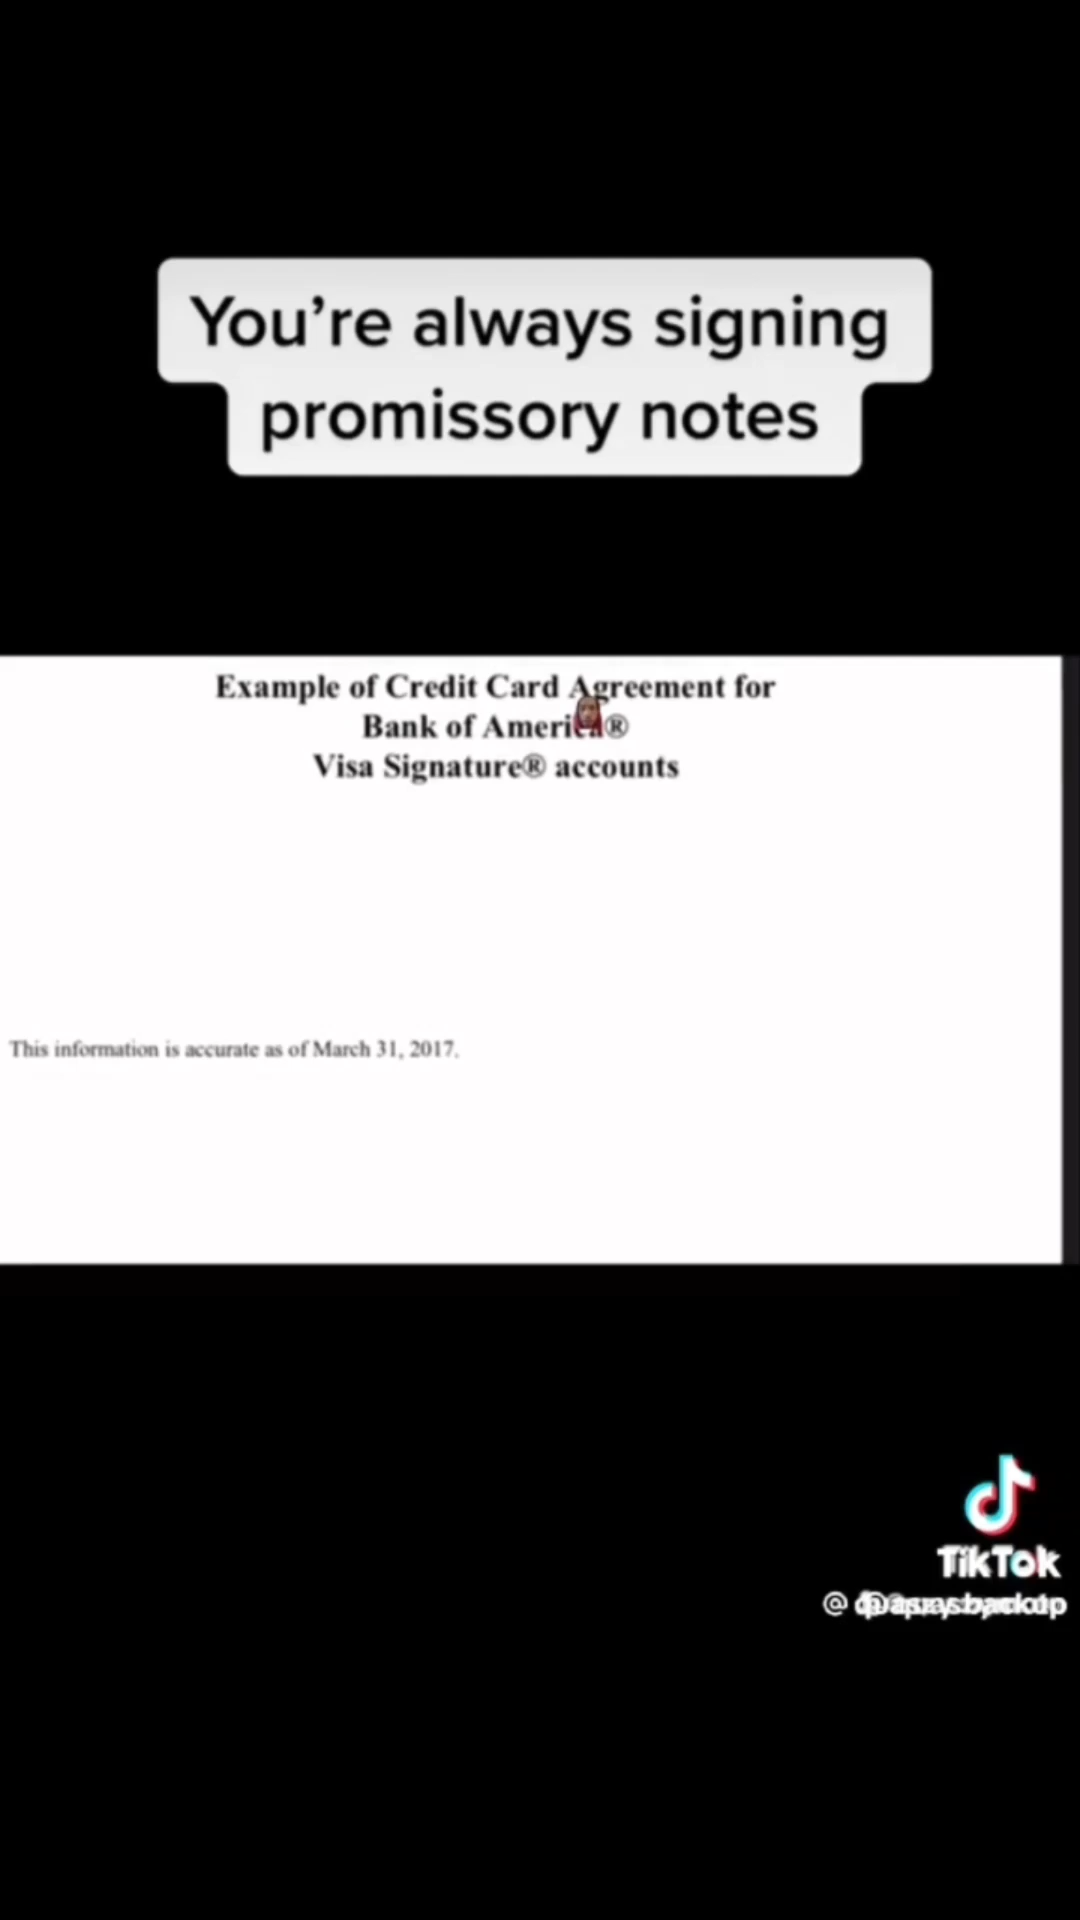 You’re always signing
promissory notes
Example of Credit Card Agreement for
Bank of America®
Visa Signature® accounts
This information is accurate as of March 31, 2017.
TikTok